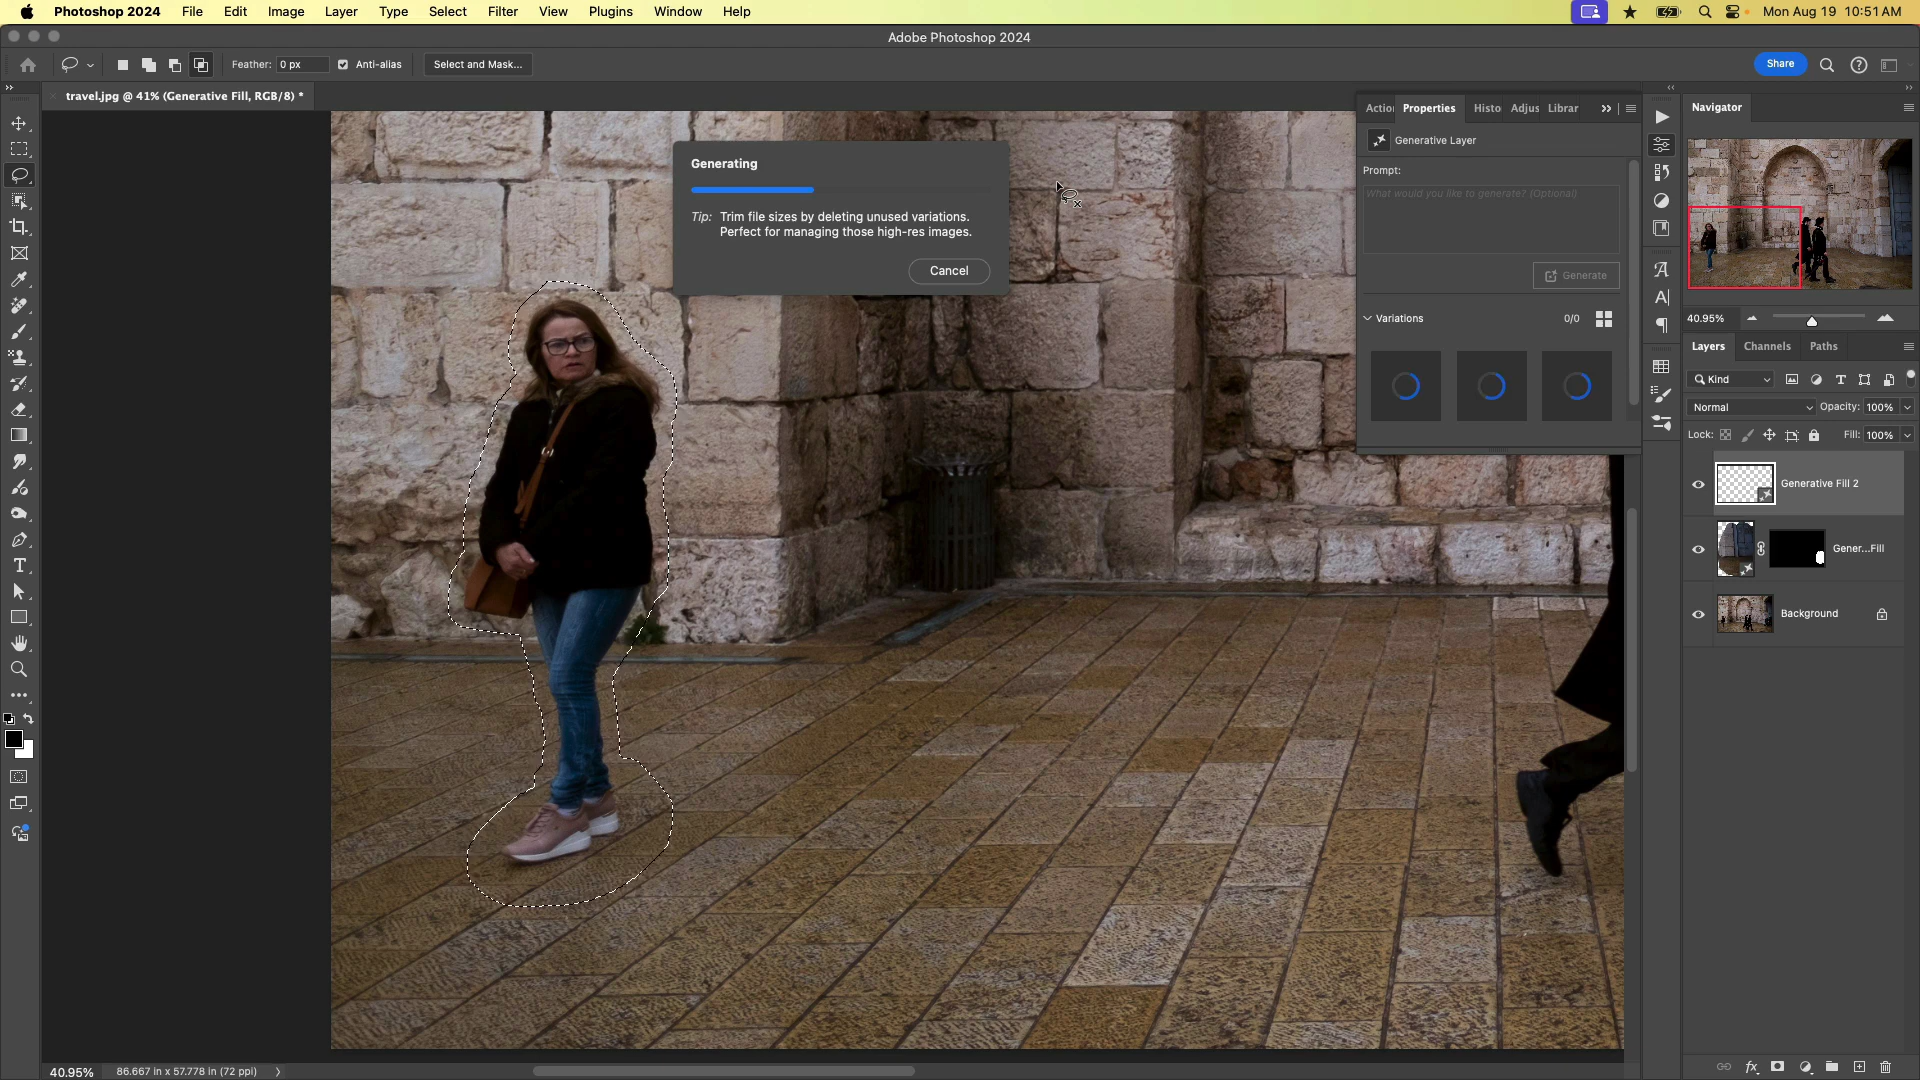 Photoshop 2024 File Edit Image Layer Type Select Filter View Plugins Window Help Mon Aug 19 10:51 AM
Adobe Photoshop 2024
Feather: 0 px Anti-alias Select and Mask... Share
travel.jpg @ 41% (Generative Fill, RGB/8) *
Actio Properties Histo Adjus Librar
Navigator
Generative Layer
Generating
Prompt:
What would you like to generate? (Optional)
Tip: Trim file sizes by deleting unused variations.
Perfect for managing those high-res images.
Cancel
Generate
Variations 0/0
40.95%
Layers Channels Paths
Kind
Normal Opacity: 100%
Lock: Fill: 100%
Generative Fill 2
Gener...Fill
Background
40.95% 86.667 in x 57.778 in (72 ppi)